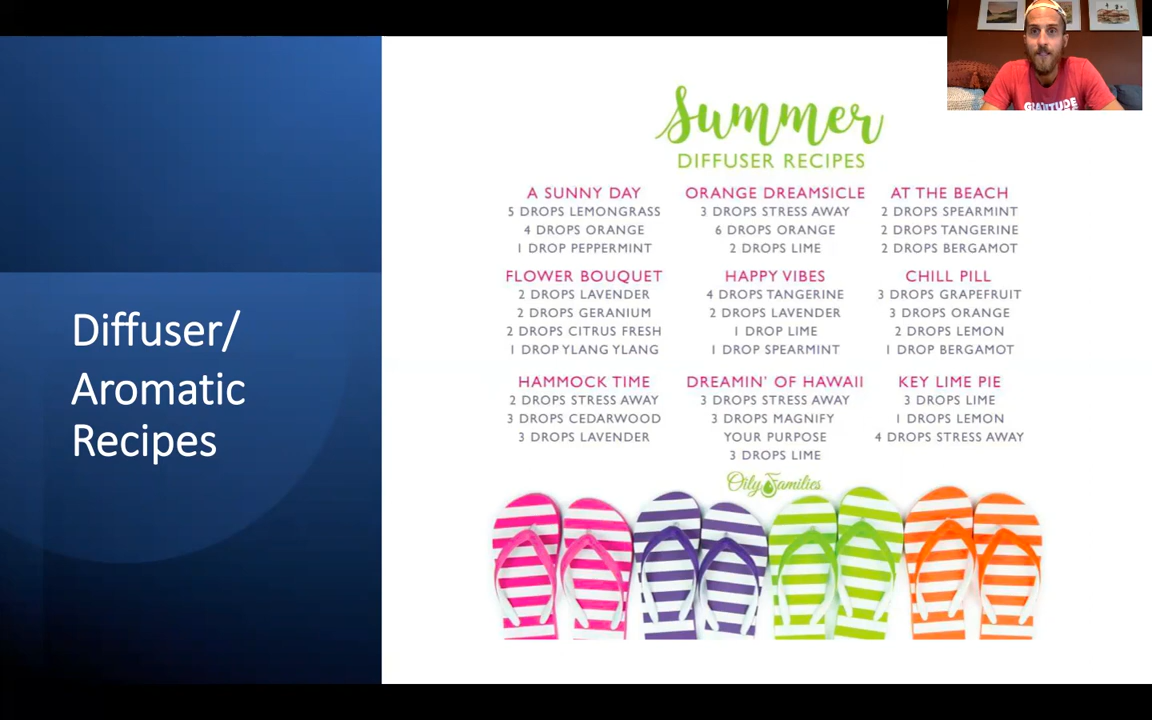 Diffuser/
Aromatic
Recipes
Summer
DIFFUSER RECIPES
A SUNNY DAY
5 DROPS LEMONGRASS
4 DROPS ORANGE
1 DROP PEPPERMINT
ORANGE DREAMSICLE
3 DROPS STRESS AWAY
6 DROPS ORANGE
2 DROPS LIME
AT THE BEACH
2 DROPS SPEARMINT
2 DROPS TANGERINE
2 DROPS BERGAMOT
FLOWER BOUQUET
2 DROPS LAVENDER
2 DROPS GERANIUM
2 DROPS CITRUS FRESH
1 DROP YLANG YLANG
HAPPY VIBES
4 DROPS TANGERINE
2 DROPS LAVENDER
1 DROP LIME
1 DROP SPEARMINT
CHILL PILL
3 DROPS GRAPEFRUIT
3 DROPS ORANGE
2 DROPS LEMON
1 DROP BERGAMOT
HAMMOCK TIME
2 DROPS STRESS AWAY
3 DROPS CEDARWOOD
3 DROPS LAVENDER
DREAMIN' OF HAWAII
3 DROPS STRESS AWAY
3 DROPS MAGNIFY
YOUR PURPOSE
3 DROPS LIME
KEY LIME PIE
3 DROPS LIME
1 DROPS LEMON
4 DROPS STRESS AWAY
Oily Families
GRATITUDE